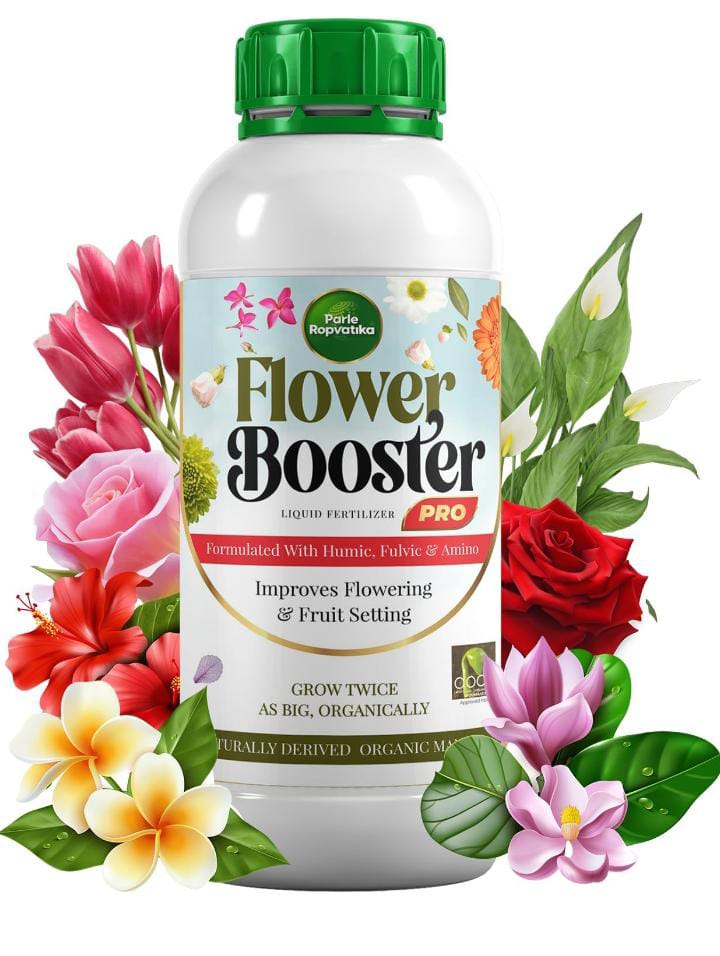 Parle
Ropvatika
Flower
Booster
LIQUID FERTILIZER PRO
Formulated With Humic, Fulvic & Amino
Improves Flowering
& Fruit Setting
GROW TWICE
AS BIG, ORGANICALLY
TURALLY DERIVED ORGANIC MA